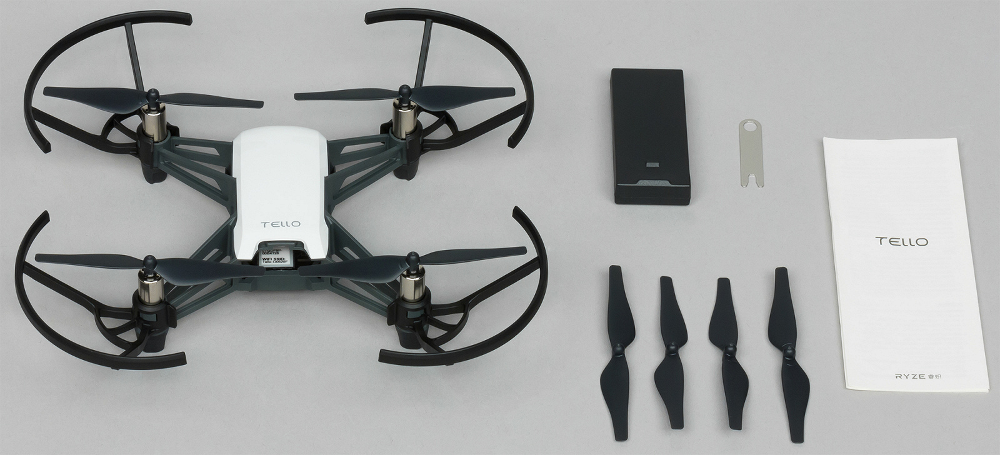 TELLO
WIFI SSID:
TELLO
RYZE 睿炽